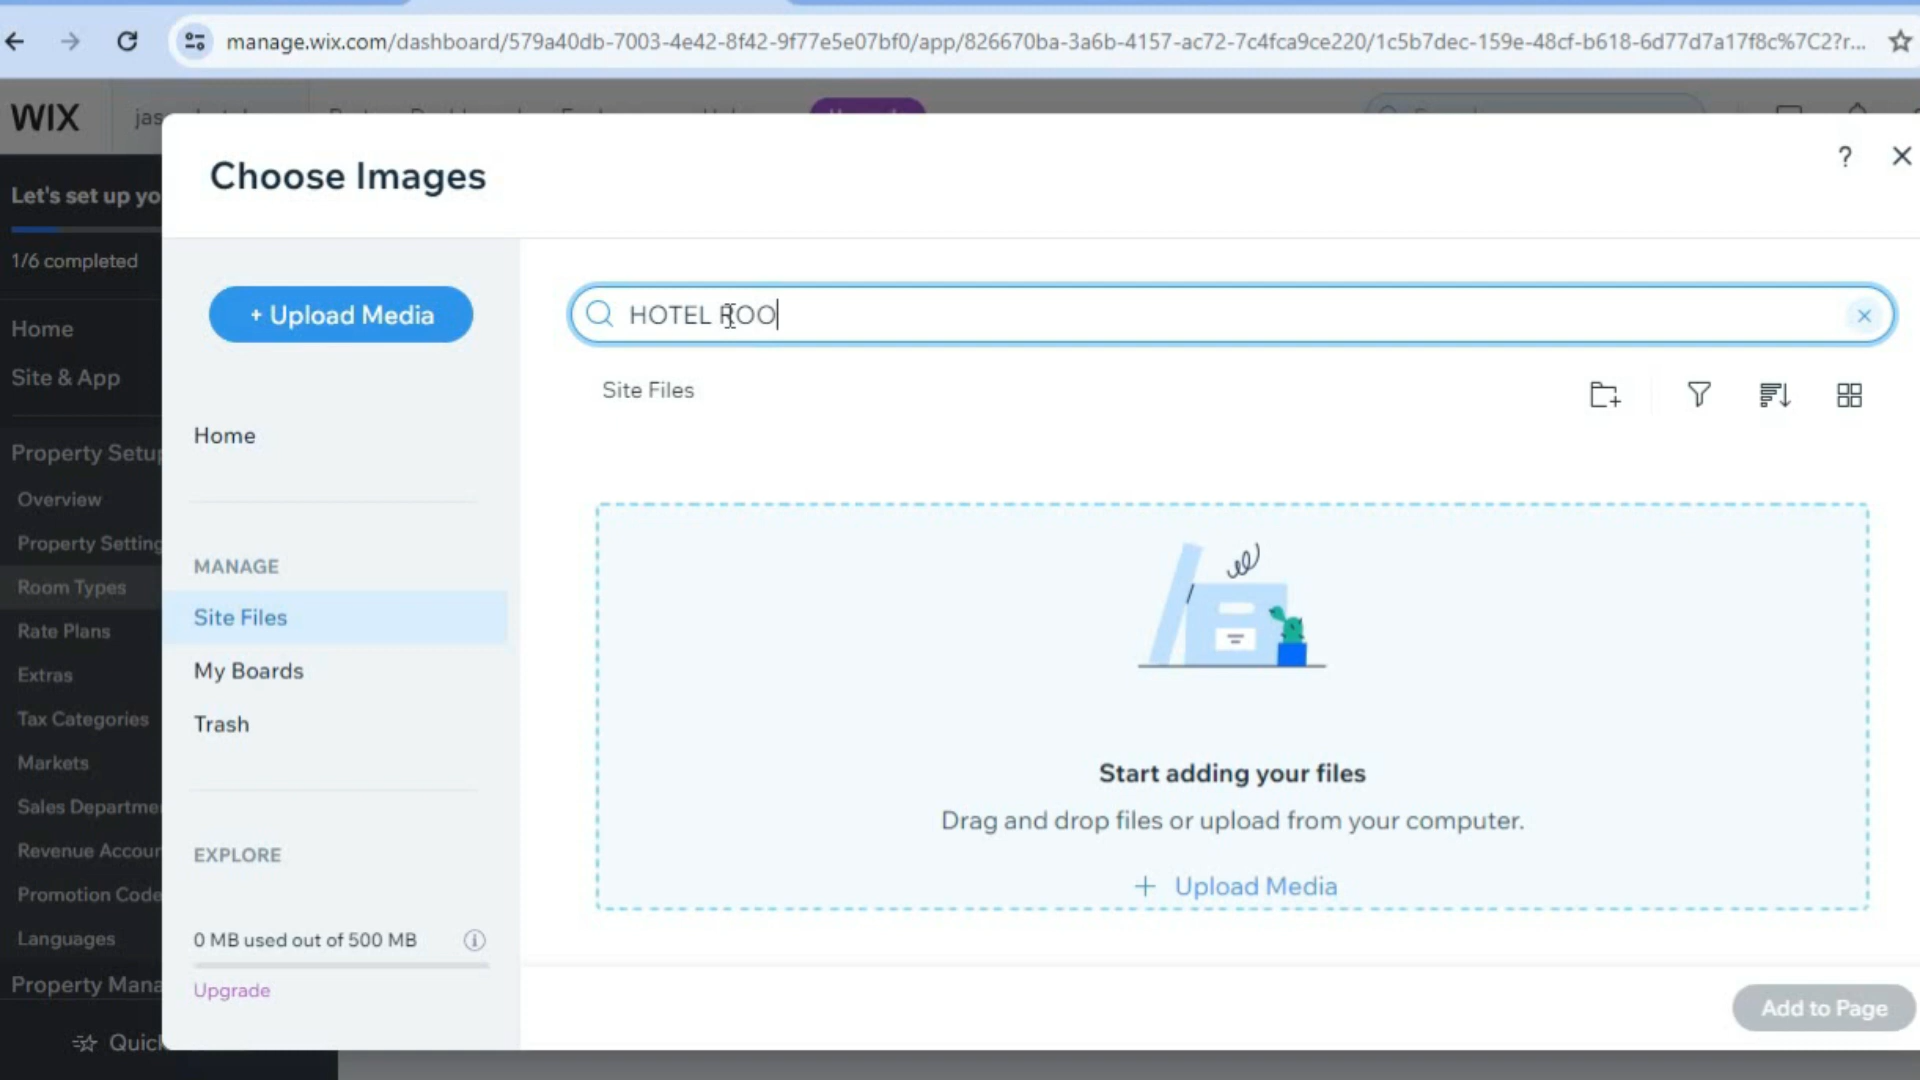 manage.wix.com/dashboard/579a40db-7003-4e42-8f42-9f77e5e07bf0/app/826670ba-3a6b-4157-ac72-7c4fca9ce220/1c5b7dec-159e-48cf-b618-6d77d7a17f8c%7C2?r...
WIX
Choose Images
?
Let's set up yo
1/6 completed
Home
Site & App
Property Setup
Overview
Property Setting
Room Types
Rate Plans
Extras
Tax Categories
Markets
Sales Departme
Revenue Accoun
Promotion Code
Languages
Property Mana
Quick
+ Upload Media
Home
MANAGE
Site Files
My Boards
Trash
EXPLORE
0 MB used out of 500 MB
Upgrade
HOTEL ROO
Site Files
Start adding your files
Drag and drop files or upload from your computer.
+ Upload Media
Add to Page